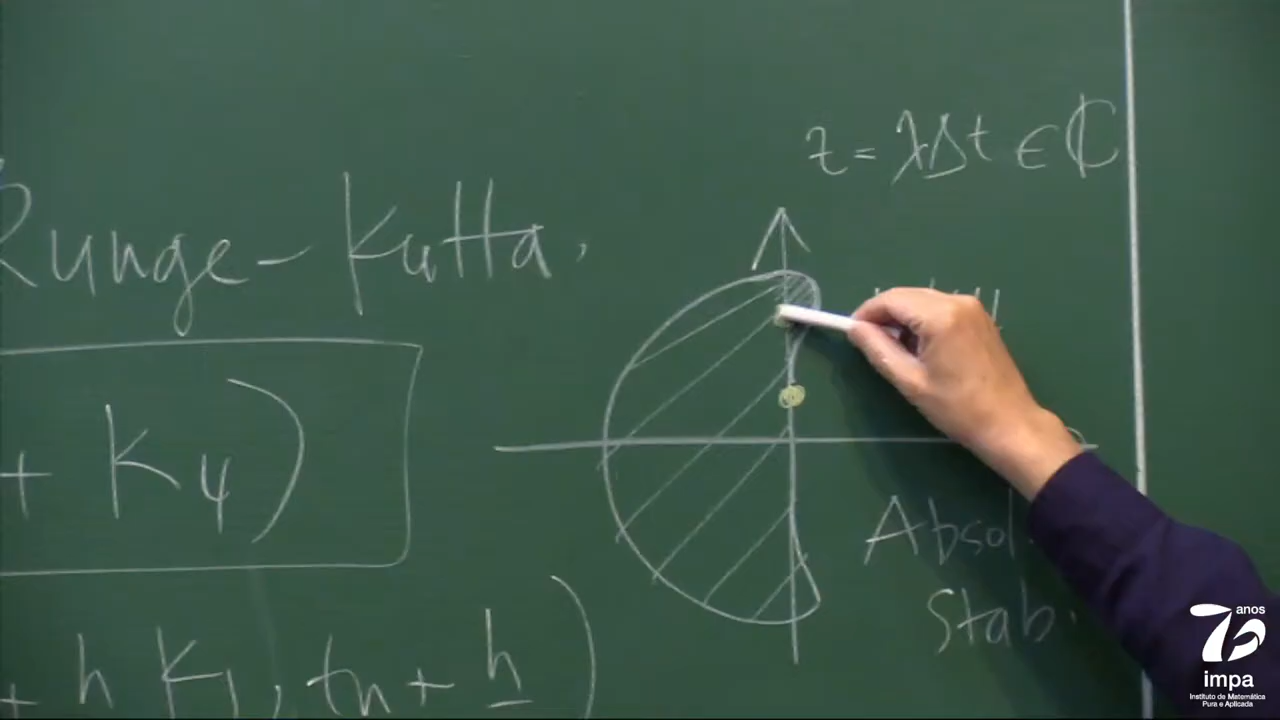 z = λΔt ∈ ℂ
Runge-Kutta,
+ K₄)
Absol.
Stab.
+ h K₁, tn + h )
70 anos
impa
Instituto de Matemática
Pura e Aplicada